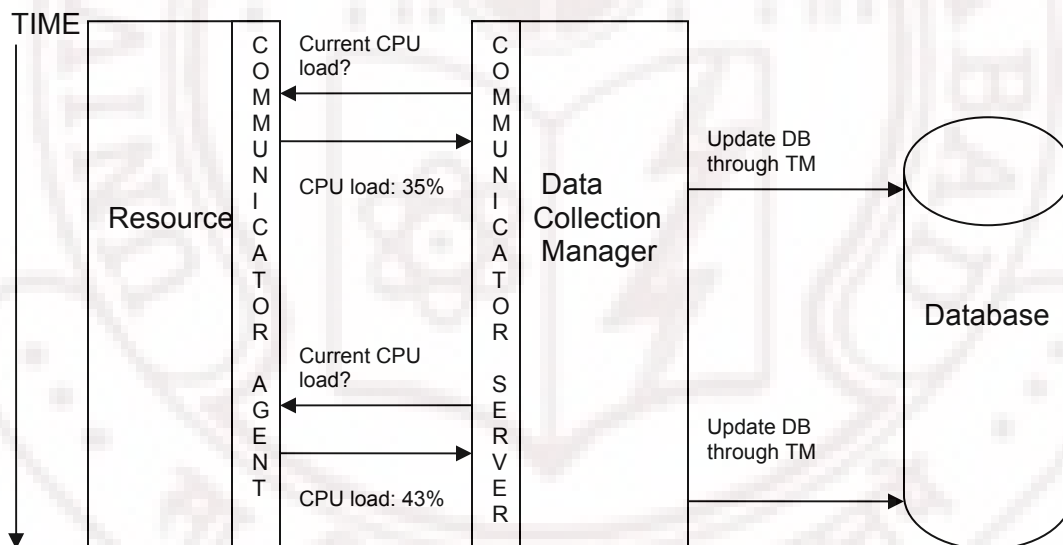 TIME
Current CPU
load?
CPU load: 35%
Resource
COMMUNICATOR AGENT
Current CPU
load?
CPU load: 43%
COMMUNICATOR SERVER
Data
Collection
Manager
Update DB
through TM
Update DB
through TM
Database